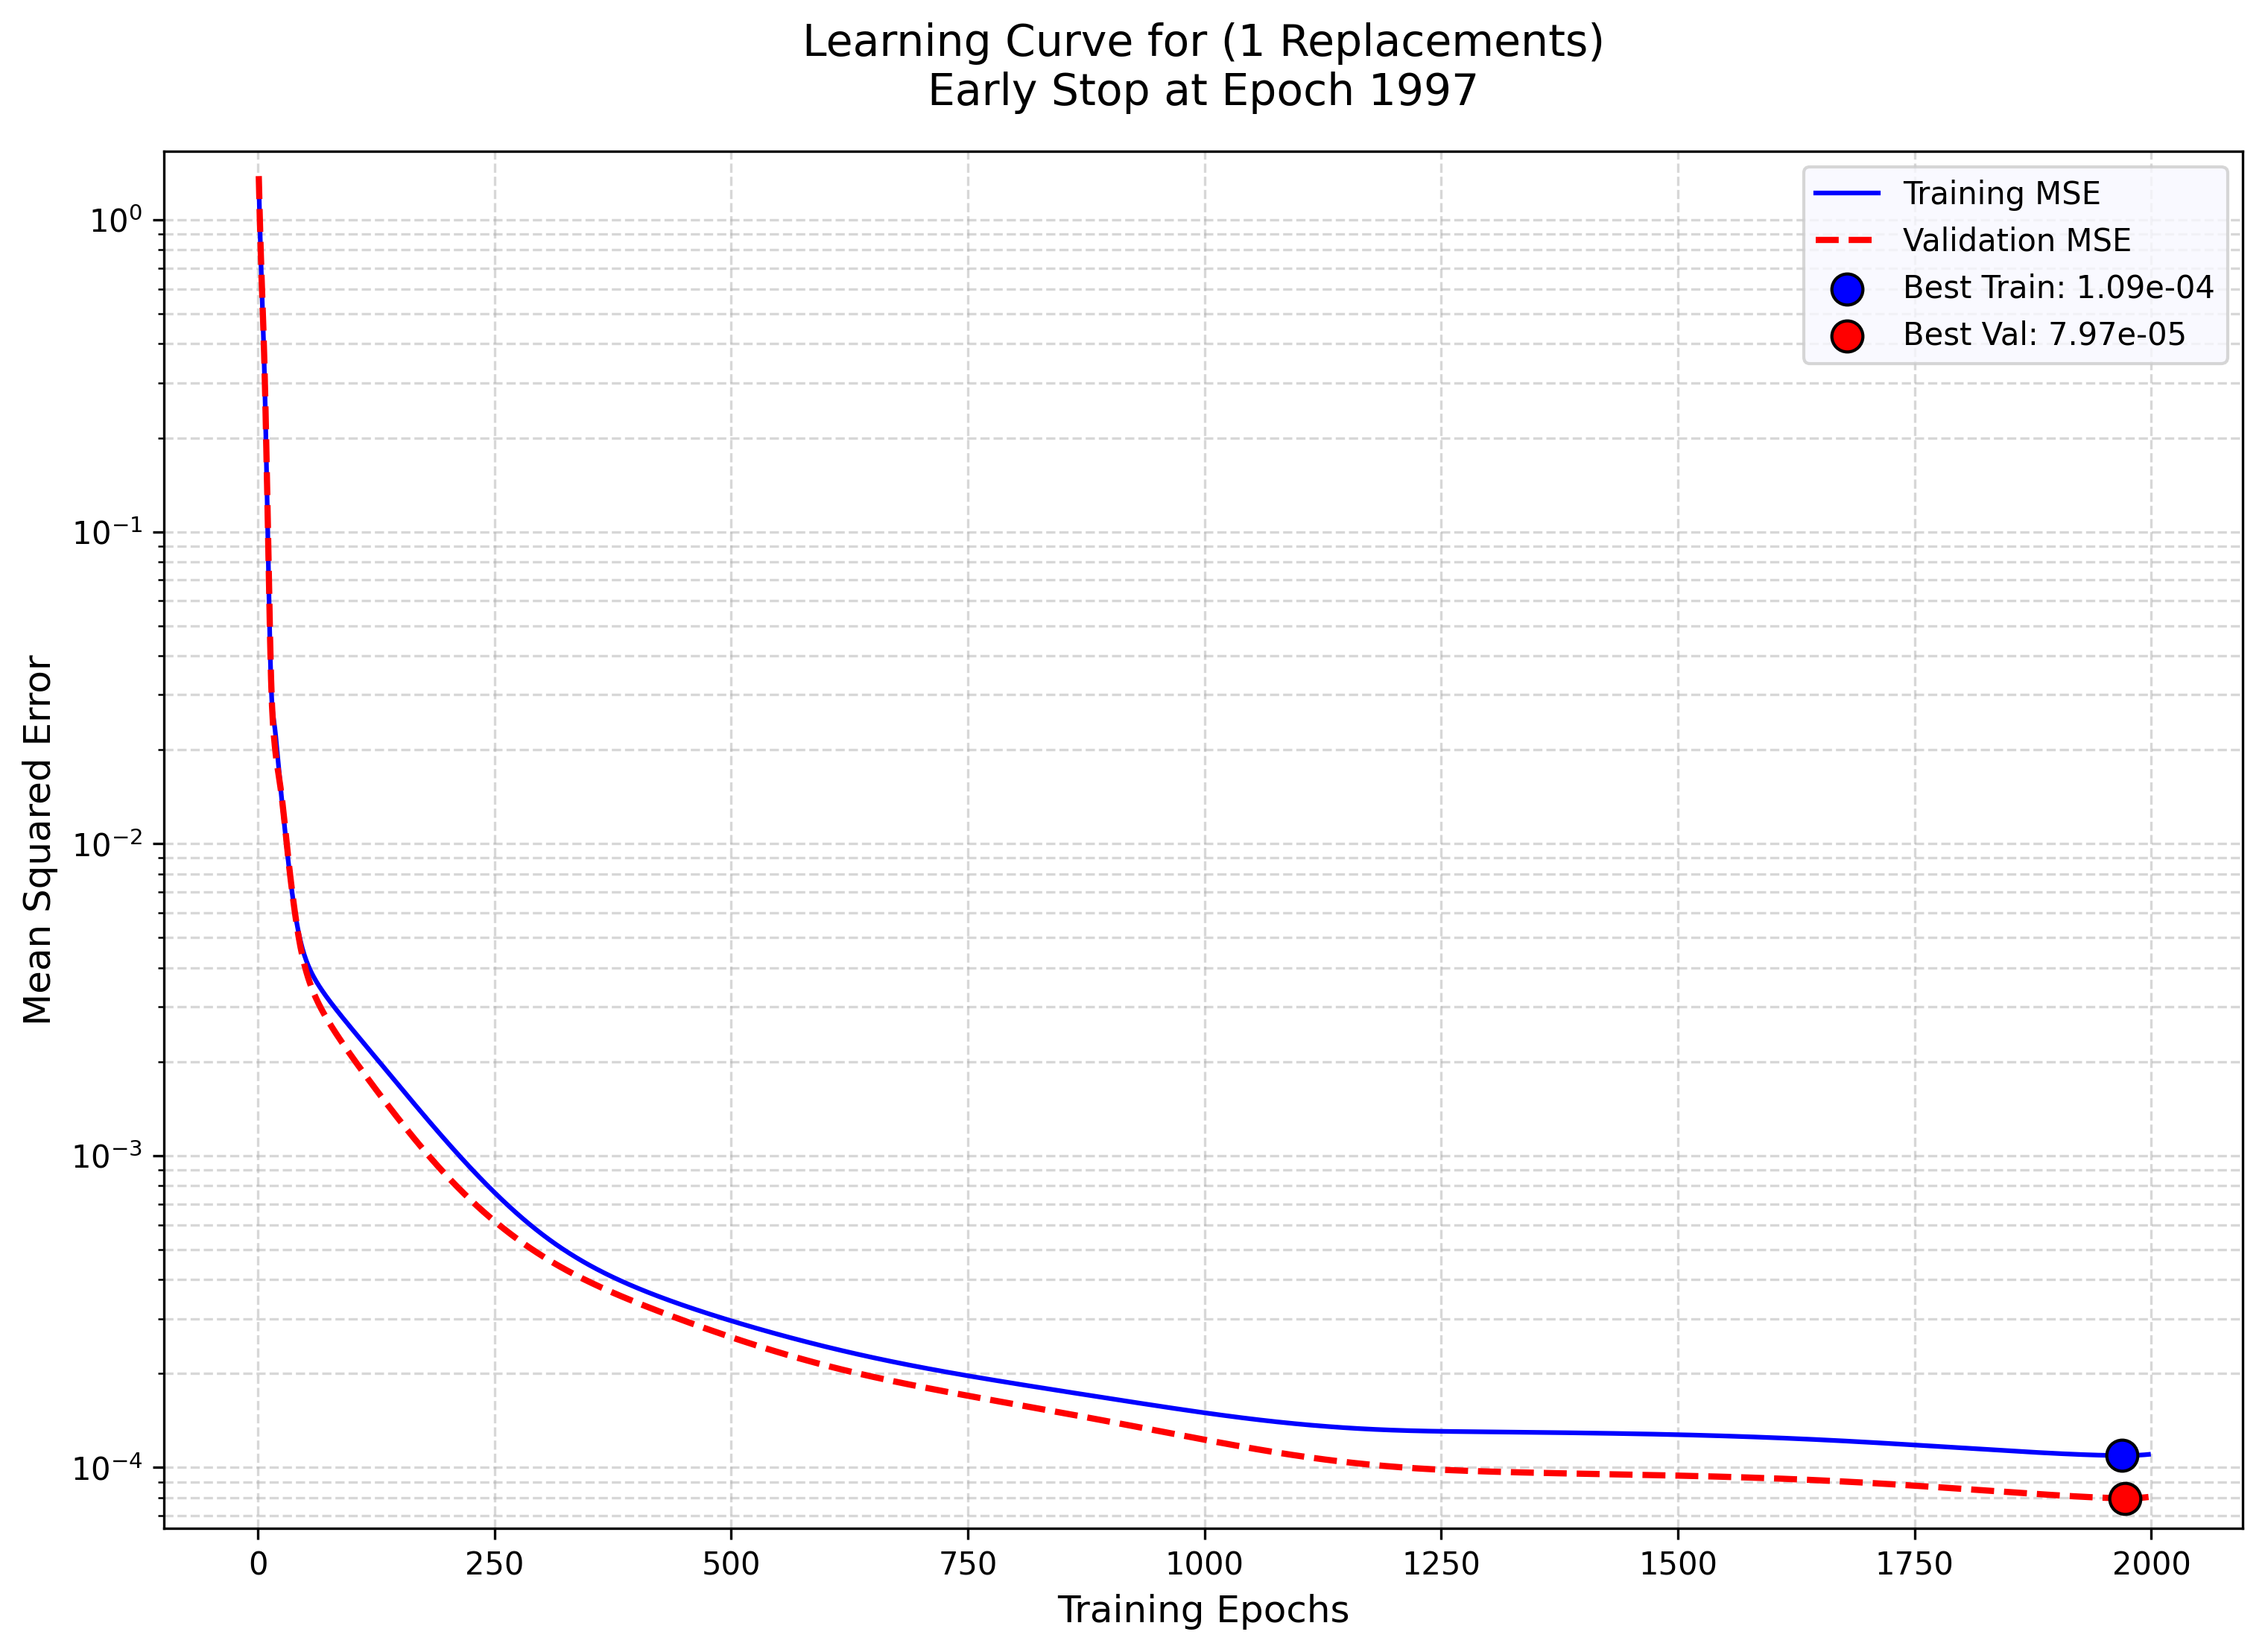 Learning Curve for (1 Replacements)
Early Stop at Epoch 1997
Training MSE
Validation MSE
Best Train: 1.09e-04
Best Val: 7.97e-05
Mean Squared Error
10⁰
10⁻¹
10⁻²
10⁻³
10⁻⁴
0 250 500 750 1000 1250 1500 1750 2000
Training Epochs